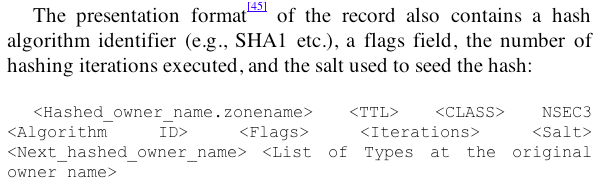 The presentation format[45] of the record also contains a hash
algorithm identifier (e.g., SHA1 etc.), a flags field, the number of
hashing iterations executed, and the salt used to seed the hash:
<Hashed_owner_name.zonename> <TTL> <CLASS> NSEC3
<Algorithm ID> <Flags> <Iterations> <Salt>
<Next_hashed_owner_name> <List of Types at the original
owner name>